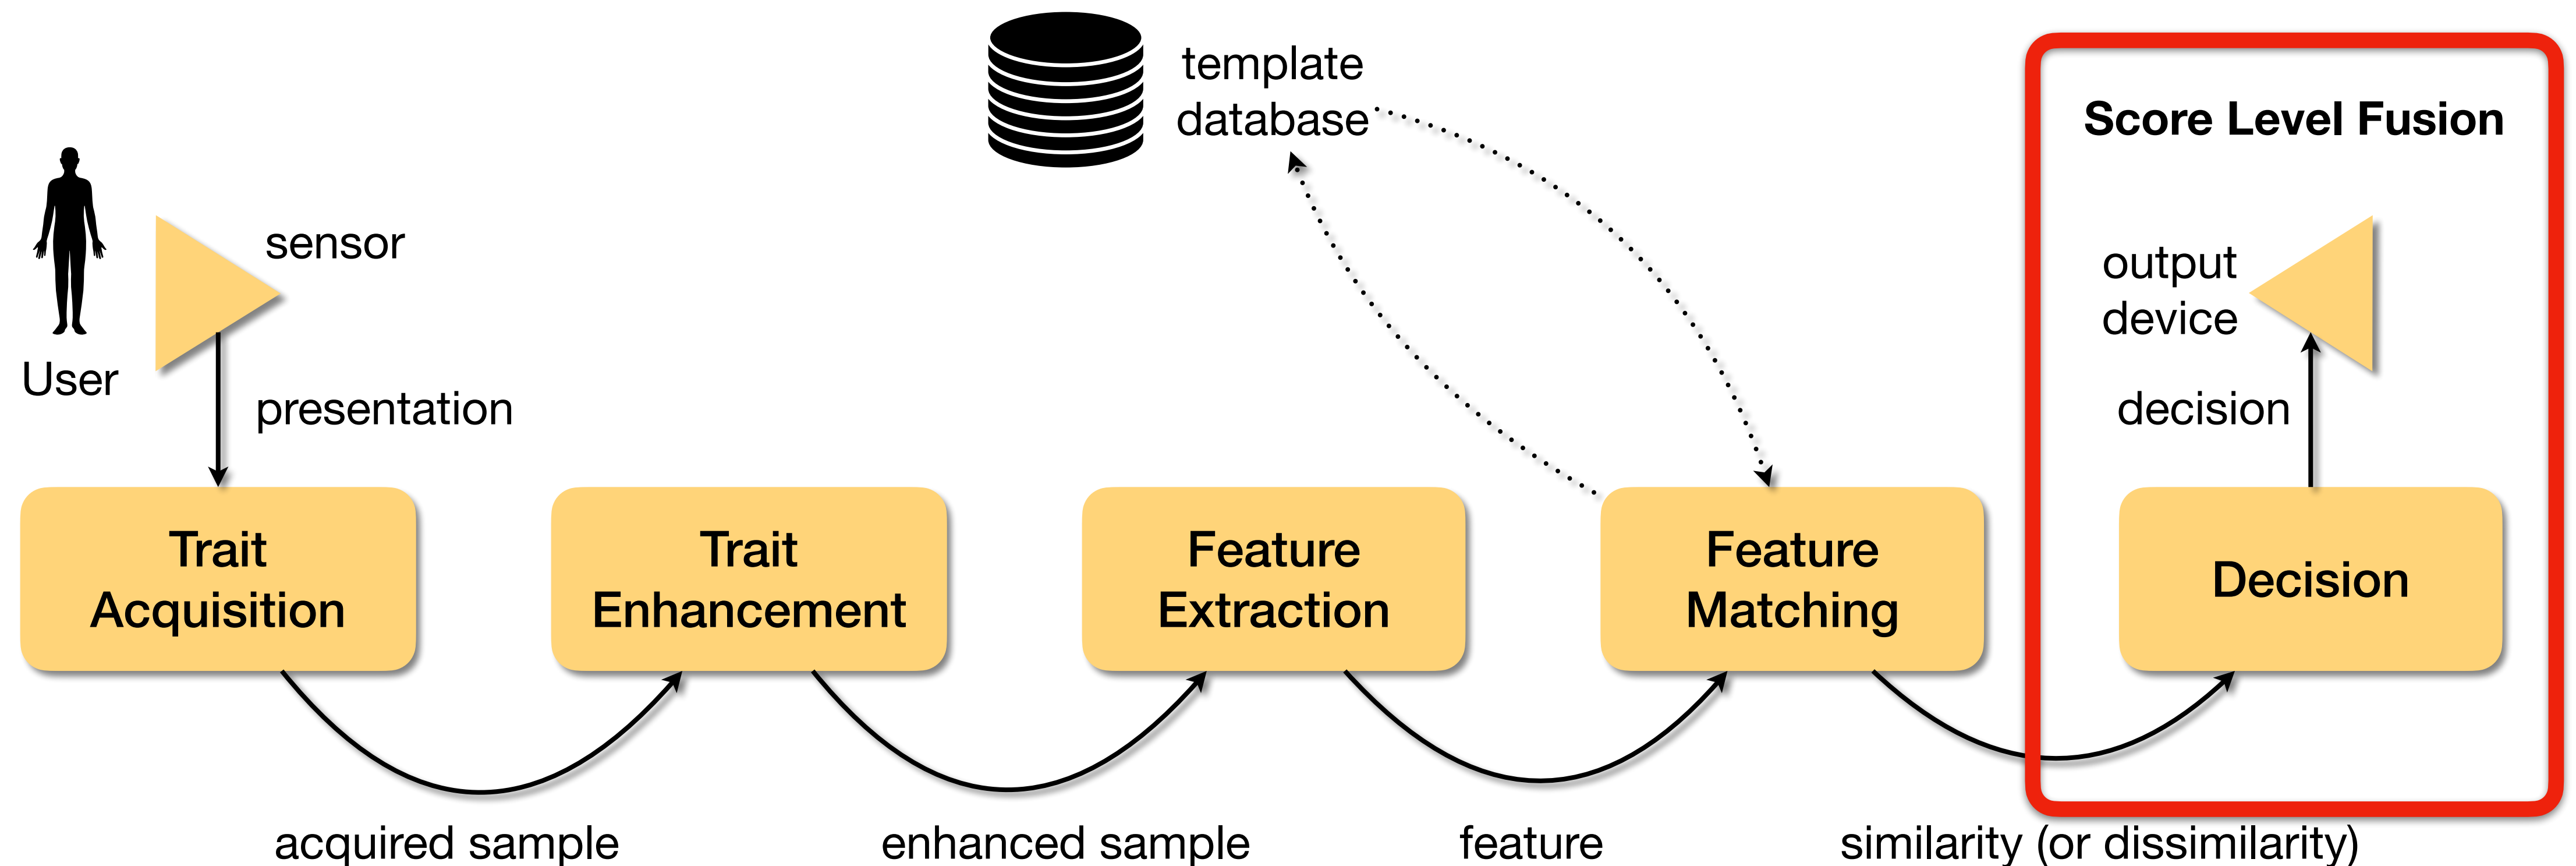 template
database
Score Level Fusion
sensor
output
device
User
presentation
decision
Trait
Acquisition
Trait
Enhancement
Feature
Extraction
Feature
Matching
Decision
acquired sample
enhanced sample
feature
similarity (or dissimilarity)